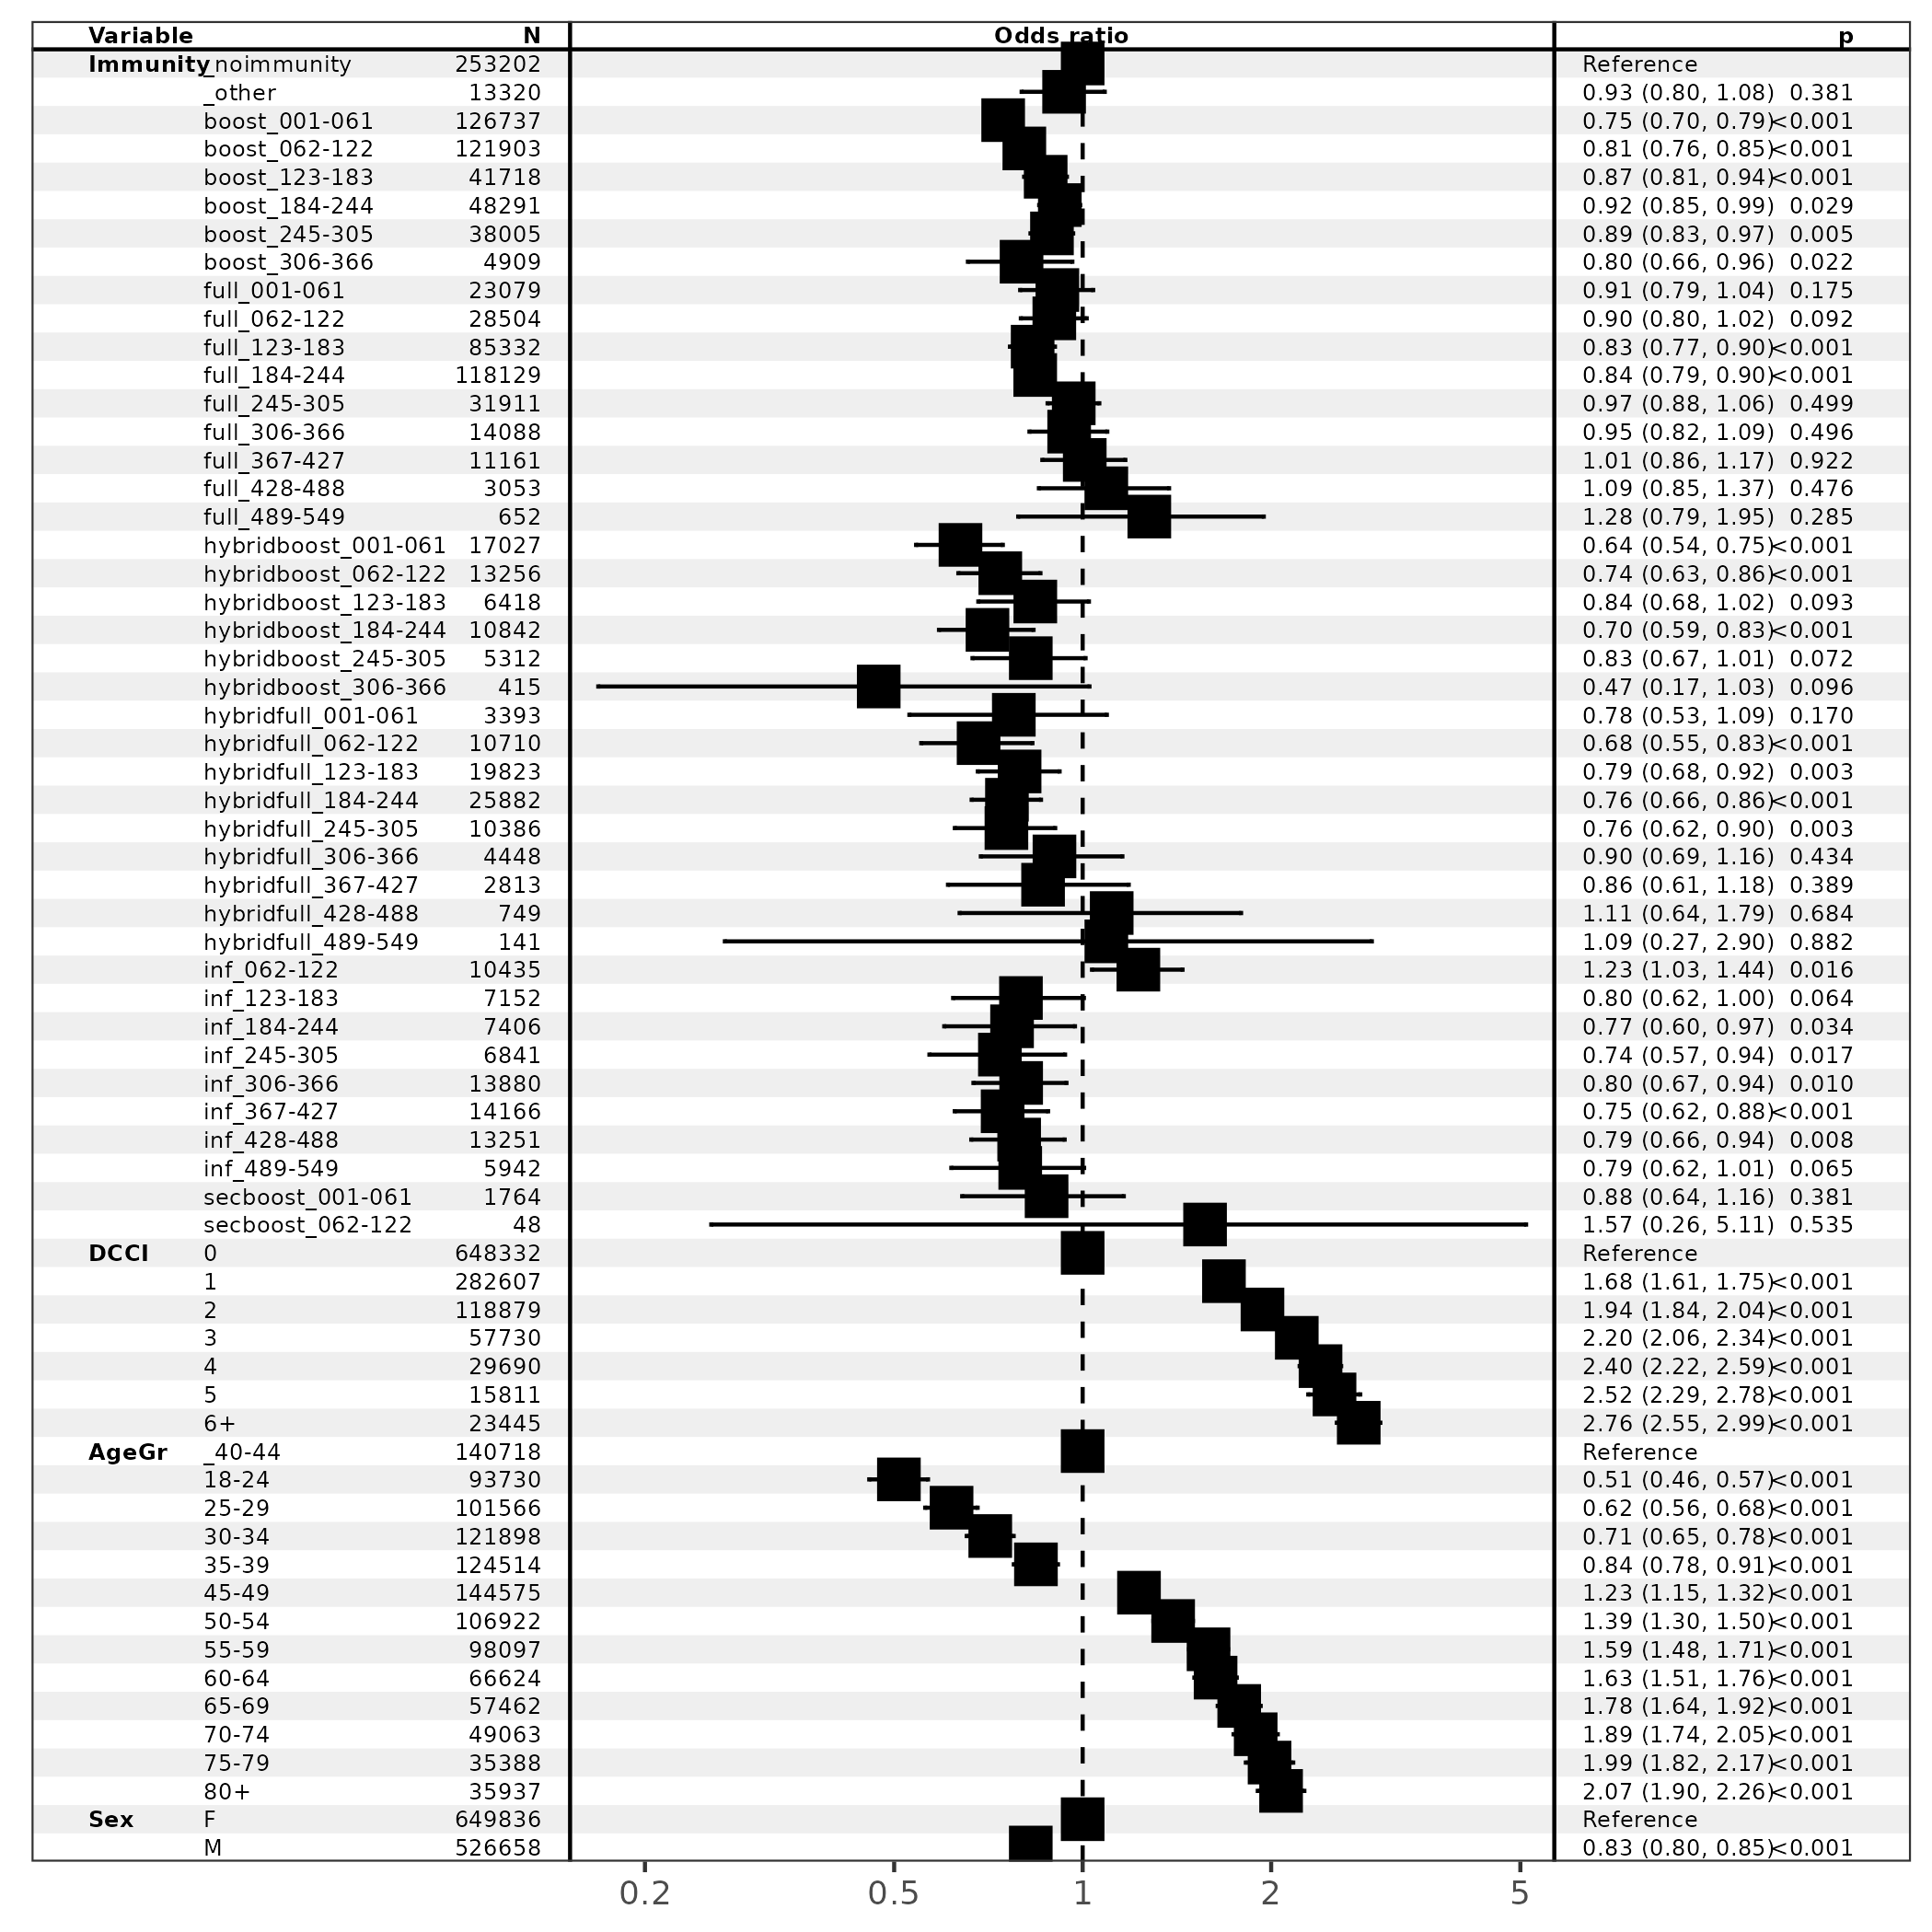 Variable N Odds ratio p
Immunity _noimmunity 253202 Reference
_other 13320 0.93 (0.80, 1.08) 0.381
boost_001-061 126737 0.75 (0.70, 0.79) <0.001
boost_062-122 121903 0.81 (0.76, 0.85) <0.001
boost_123-183 41718 0.87 (0.81, 0.94) <0.001
boost_184-244 48291 0.92 (0.85, 0.99) 0.029
boost_245-305 38005 0.89 (0.83, 0.97) 0.005
boost_306-366 4909 0.80 (0.66, 0.96) 0.022
full_001-061 23079 0.91 (0.79, 1.04) 0.175
full_062-122 28504 0.90 (0.80, 1.02) 0.092
full_123-183 85332 0.83 (0.77, 0.90) <0.001
full_184-244 118129 0.84 (0.79, 0.90) <0.001
full_245-305 31911 0.97 (0.88, 1.06) 0.499
full_306-366 14088 0.95 (0.82, 1.09) 0.496
full_367-427 11161 1.01 (0.86, 1.17) 0.922
full_428-488 3053 1.09 (0.85, 1.37) 0.476
full_489-549 652 1.28 (0.79, 1.95) 0.285
hybridboost_001-061 17027 0.64 (0.54, 0.75) <0.001
hybridboost_062-122 13256 0.74 (0.63, 0.86) <0.001
hybridboost_123-183 6418 0.84 (0.68, 1.02) 0.093
hybridboost_184-244 10842 0.70 (0.59, 0.83) <0.001
hybridboost_245-305 5312 0.83 (0.67, 1.01) 0.072
hybridboost_306-366 415 0.47 (0.17, 1.03) 0.096
hybridfull_001-061 3393 0.78 (0.53, 1.09) 0.170
hybridfull_062-122 10710 0.68 (0.55, 0.83) <0.001
hybridfull_123-183 19823 0.79 (0.68, 0.92) 0.003
hybridfull_184-244 25882 0.76 (0.66, 0.86) <0.001
hybridfull_245-305 10386 0.76 (0.62, 0.90) 0.003
hybridfull_306-366 4448 0.90 (0.69, 1.16) 0.434
hybridfull_367-427 2813 0.86 (0.61, 1.18) 0.389
hybridfull_428-488 749 1.11 (0.64, 1.79) 0.684
hybridfull_489-549 141 1.09 (0.27, 2.90) 0.882
inf_062-122 10435 1.23 (1.03, 1.44) 0.016
inf_123-183 7152 0.80 (0.62, 1.00) 0.064
inf_184-244 7406 0.77 (0.60, 0.97) 0.034
inf_245-305 6841 0.74 (0.57, 0.94) 0.017
inf_306-366 13880 0.80 (0.67, 0.94) 0.010
inf_367-427 14166 0.75 (0.62, 0.88) <0.001
inf_428-488 13251 0.79 (0.66, 0.94) 0.008
inf_489-549 5942 0.79 (0.62, 1.01) 0.065
secboost_001-061 1764 0.88 (0.64, 1.16) 0.381
secboost_062-122 48 1.57 (0.26, 5.11) 0.535
DCCI 0 648332 Reference
1 282607 1.68 (1.61, 1.75) <0.001
2 118879 1.94 (1.84, 2.04) <0.001
3 57730 2.20 (2.06, 2.34) <0.001
4 29690 2.40 (2.22, 2.59) <0.001
5 15811 2.52 (2.29, 2.78) <0.001
6+ 23445 2.76 (2.55, 2.99) <0.001
AgeGr _40-44 140718 Reference
18-24 93730 0.51 (0.46, 0.57) <0.001
25-29 101566 0.62 (0.56, 0.68) <0.001
30-34 121898 0.71 (0.65, 0.78) <0.001
35-39 124514 0.84 (0.78, 0.91) <0.001
45-49 144575 1.23 (1.15, 1.32) <0.001
50-54 106922 1.39 (1.30, 1.50) <0.001
55-59 98097 1.59 (1.48, 1.71) <0.001
60-64 66624 1.63 (1.51, 1.76) <0.001
65-69 57462 1.78 (1.64, 1.92) <0.001
70-74 49063 1.89 (1.74, 2.05) <0.001
75-79 35388 1.99 (1.82, 2.17) <0.001
80+ 35937 2.07 (1.90, 2.26) <0.001
Sex F 649836 Reference
M 526658 0.83 (0.80, 0.85) <0.001
0.2 0.5 1 2 5